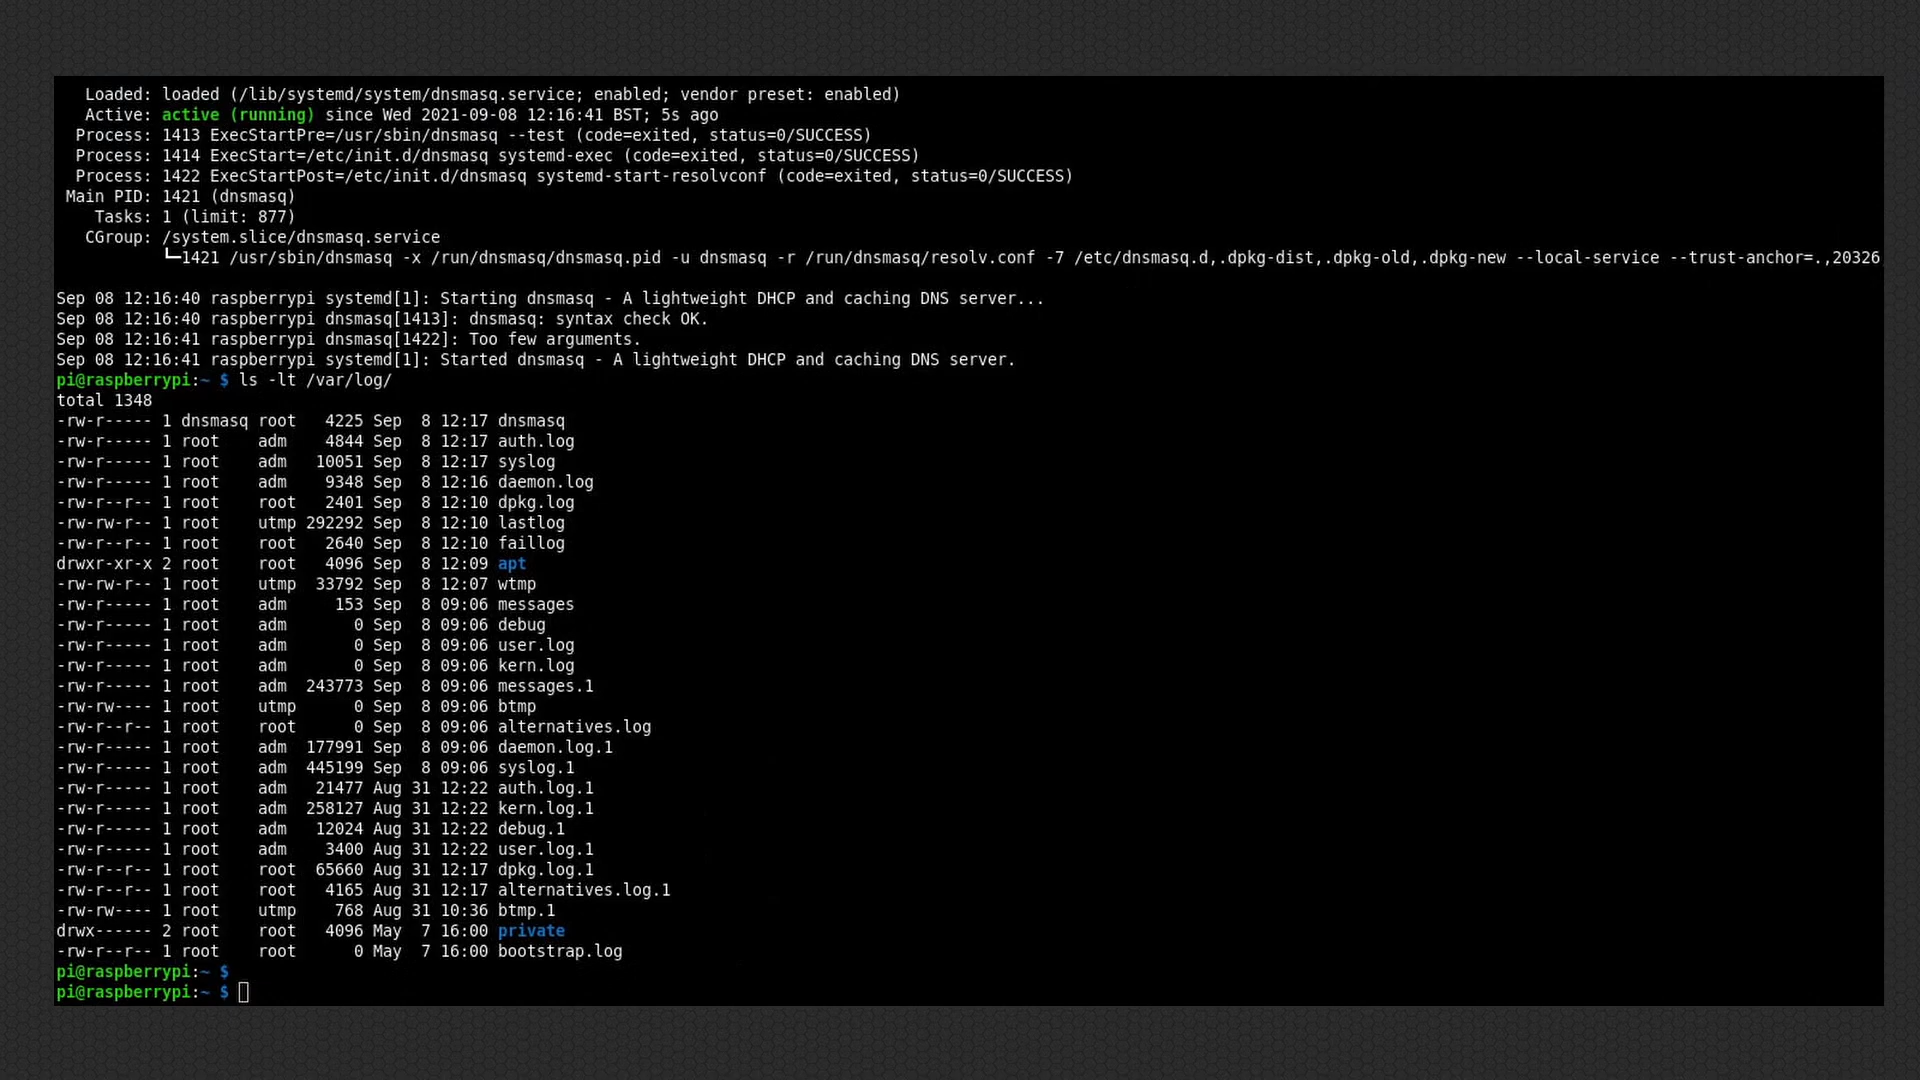 Loaded: loaded (/lib/systemd/system/dnsmasq.service; enabled; vendor preset: enabled)
Active: active (running) since Wed 2021-09-08 12:16:41 BST; 5s ago
Process: 1413 ExecStartPre=/usr/sbin/dnsmasq --test (code=exited, status=0/SUCCESS)
Process: 1414 ExecStart=/etc/init.d/dnsmasq systemd-exec (code=exited, status=0/SUCCESS)
Process: 1422 ExecStartPost=/etc/init.d/dnsmasq systemd-start-resolvconf (code=exited, status=0/SUCCESS)
Main PID: 1421 (dnsmasq)
Tasks: 1 (limit: 877)
CGroup: /system.slice/dnsmasq.service
└─1421 /usr/sbin/dnsmasq -x /run/dnsmasq/dnsmasq.pid -u dnsmasq -r /run/dnsmasq/resolv.conf -7 /etc/dnsmasq.d,.dpkg-dist,.dpkg-old,.dpkg-new --local-service --trust-anchor=.,20326
Sep 08 12:16:40 raspberrypi systemd[1]: Starting dnsmasq - A lightweight DHCP and caching DNS server...
Sep 08 12:16:40 raspberrypi dnsmasq[1413]: dnsmasq: syntax check OK.
Sep 08 12:16:41 raspberrypi dnsmasq[1422]: Too few arguments.
Sep 08 12:16:41 raspberrypi systemd[1]: Started dnsmasq - A lightweight DHCP and caching DNS server.
pi@raspberrypi:~ $ ls -lt /var/log/
total 1348
-rw-r----- 1 dnsmasq root   4225 Sep  8 12:17 dnsmasq
-rw-r----- 1 root    adm    4844 Sep  8 12:17 auth.log
-rw-r----- 1 root    adm   10051 Sep  8 12:17 syslog
-rw-r----- 1 root    adm    9348 Sep  8 12:16 daemon.log
-rw-r--r-- 1 root    root   2401 Sep  8 12:10 dpkg.log
-rw-rw-r-- 1 root    utmp 292292 Sep  8 12:10 lastlog
-rw-r--r-- 1 root    root   2640 Sep  8 12:10 faillog
drwxr-xr-x 2 root    root   4096 Sep  8 12:09 apt
-rw-rw-r-- 1 root    utmp  33792 Sep  8 12:07 wtmp
-rw-r----- 1 root    adm     153 Sep  8 09:06 messages
-rw-r----- 1 root    adm       0 Sep  8 09:06 debug
-rw-r----- 1 root    adm       0 Sep  8 09:06 user.log
-rw-r----- 1 root    adm       0 Sep  8 09:06 kern.log
-rw-r----- 1 root    adm  243773 Sep  8 09:06 messages.1
-rw-rw---- 1 root    utmp      0 Sep  8 09:06 btmp
-rw-r--r-- 1 root    root      0 Sep  8 09:06 alternatives.log
-rw-r----- 1 root    adm  177991 Sep  8 09:06 daemon.log.1
-rw-r----- 1 root    adm  445199 Sep  8 09:06 syslog.1
-rw-r----- 1 root    adm   21477 Aug 31 12:22 auth.log.1
-rw-r----- 1 root    adm  258127 Aug 31 12:22 kern.log.1
-rw-r----- 1 root    adm   12024 Aug 31 12:22 debug.1
-rw-r----- 1 root    adm    3400 Aug 31 12:22 user.log.1
-rw-r--r-- 1 root    root  65660 Aug 31 12:17 dpkg.log.1
-rw-r--r-- 1 root    root   4165 Aug 31 12:17 alternatives.log.1
-rw-rw---- 1 root    utmp    768 Aug 31 10:36 btmp.1
drwx------ 2 root    root   4096 May  7 16:00 private
-rw-r--r-- 1 root    root      0 May  7 16:00 bootstrap.log
pi@raspberrypi:~ $
pi@raspberrypi:~ $